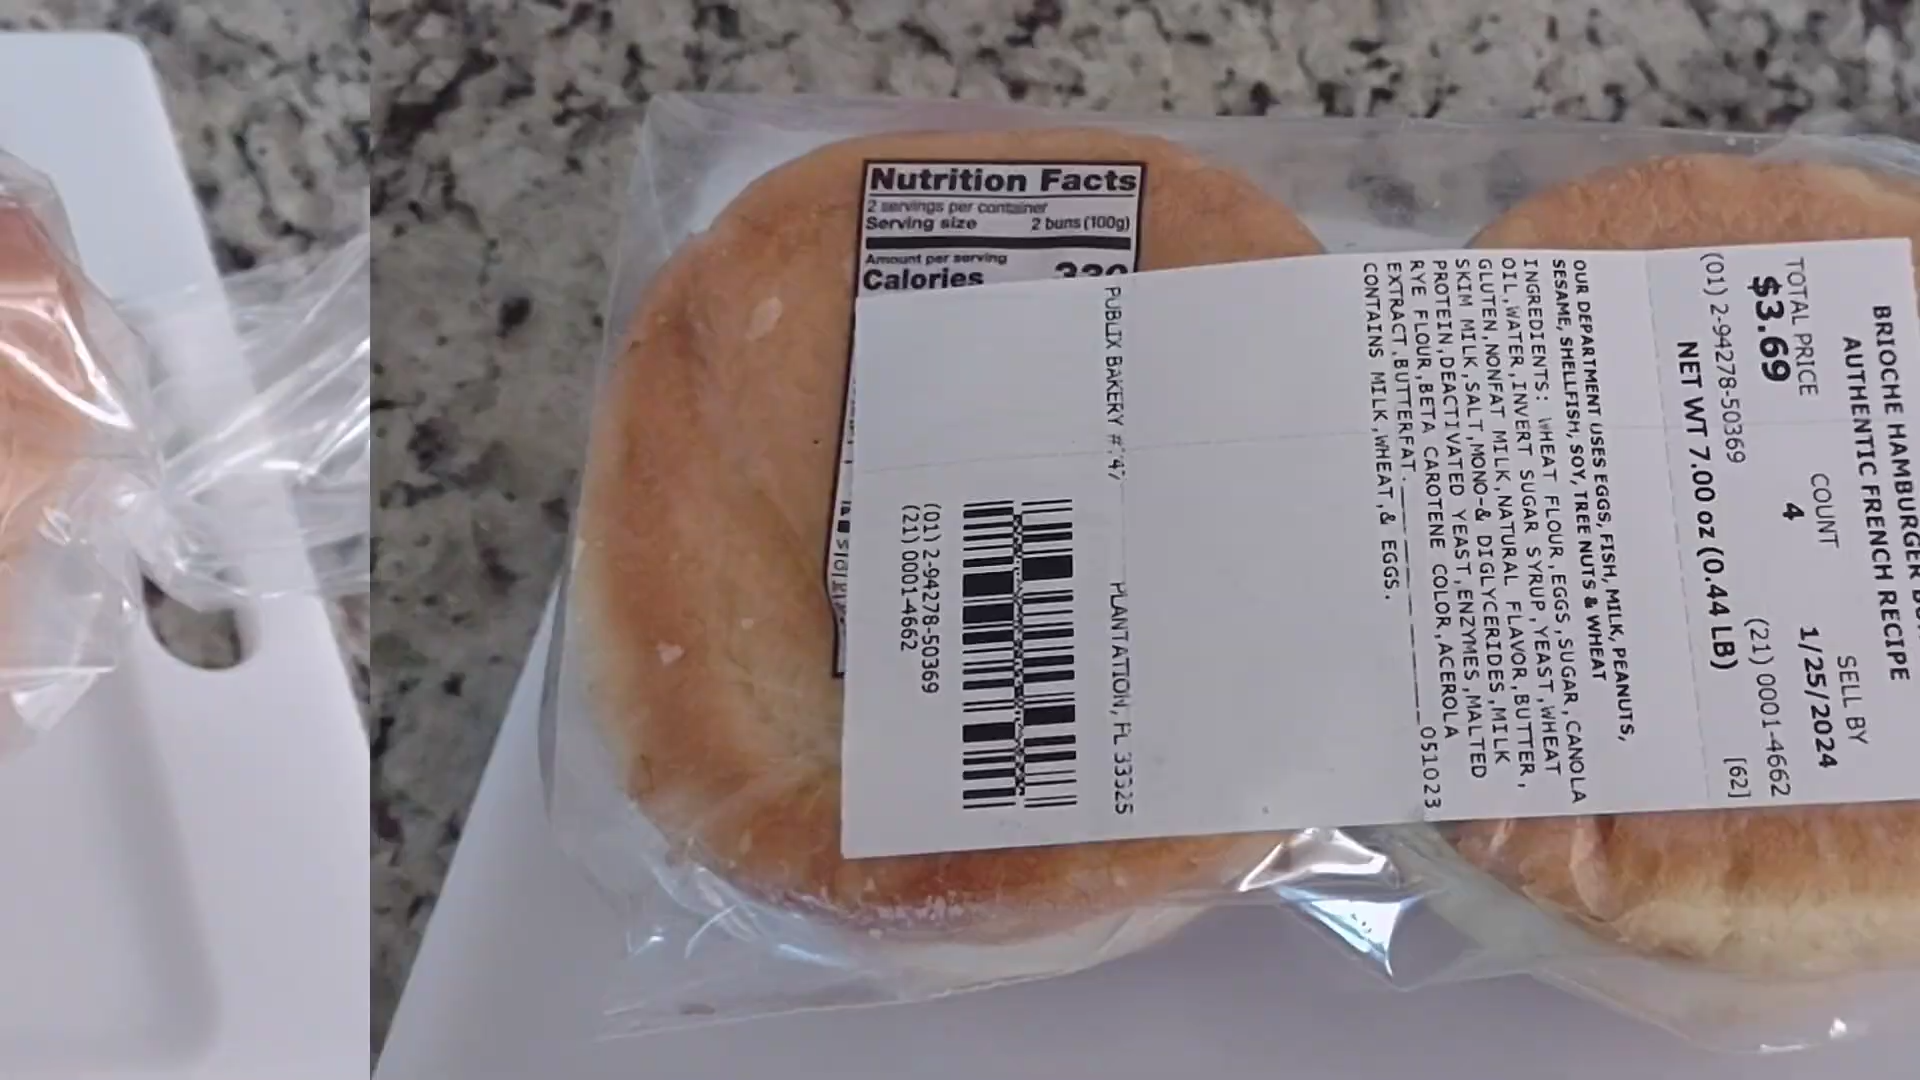 Nutrition Facts
2 servings per container
Serving size 2 buns (100g)
Amount per serving
Calories
BRIOCHE HAMBURGER
AUTHENTIC FRENCH RECIPE
TOTAL PRICE COUNT SELL BY
$3.69 4 1/25/2024
(01) 2-94278-50369 (21) 0001-4662
NET WT 7.00 oz (0.44 LB) [62]
OUR DEPARTMENT USES EGGS, FISH, MILK, PEANUTS,
SESAME, SHELLFISH, SOY, TREE NUTS & WHEAT
INGREDIENTS: WHEAT FLOUR,EGGS,SUGAR,CANOLA
OIL,WATER,INVERT SUGAR SYRUP,YEAST,WHEAT
GLUTEN,NONFAT MILK,NATURAL FLAVOR,BUTTER,
SKIM MILK,SALT,MONO-& DIGLYCERIDES,MILK
PROTEIN,DEACTIVATED YEAST,ENZYMES,MALTED
RYE FLOUR,BETA CAROTENE COLOR,ACEROLA
EXTRACT,BUTTERFAT. 051023
CONTAINS MILK,WHEAT,& EGGS.
PUBLIX BAKERY PLANTATION, FL 33325
(01) 2-94278-50369
(21) 0001-4662